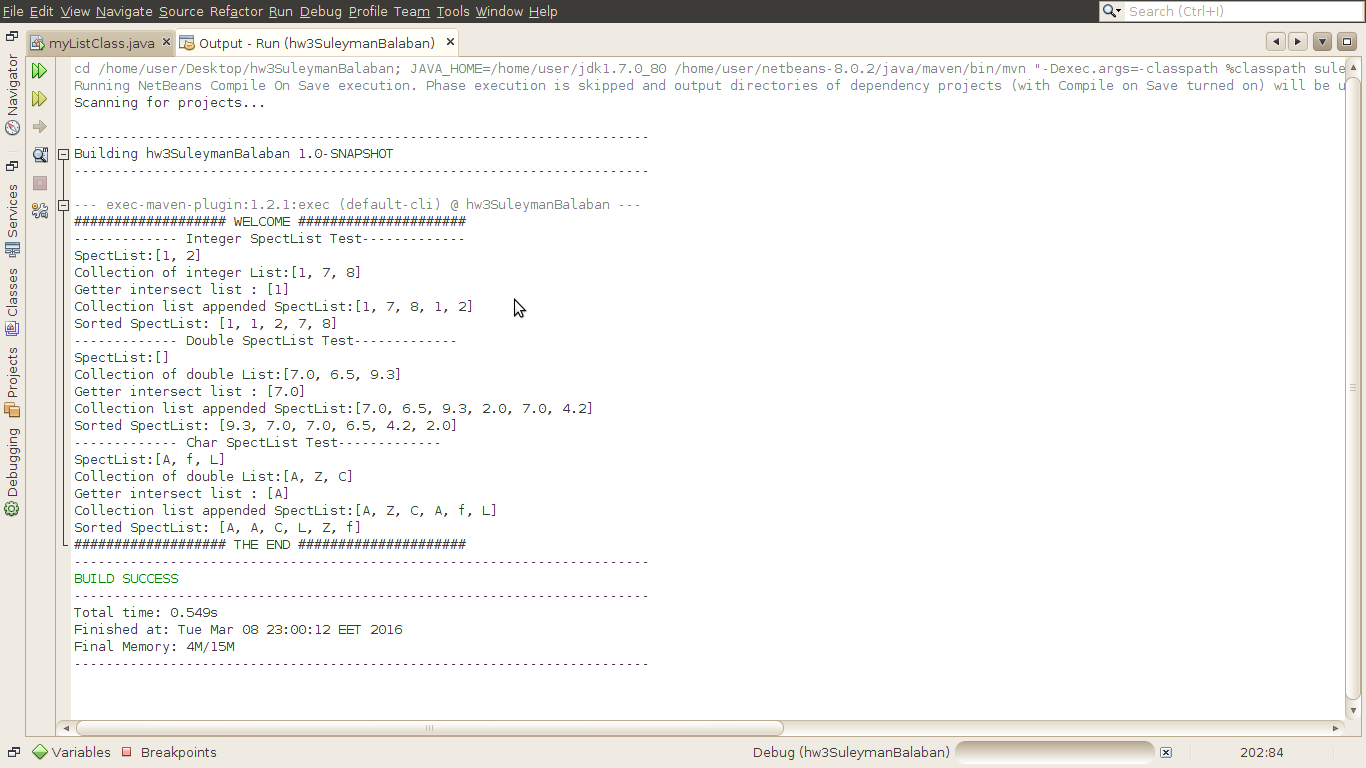 File Edit View Navigate Source Refactor Run Debug Profile Team Tools Window Help
Search (Ctrl+I)
myListClass.java
Output - Run (hw3SuleymanBalaban)
Navigator
Services
Classes
Projects
Debugging
cd /home/user/Desktop/hw3SuleymanBalaban; JAVA_HOME=/home/user/jdk1.7.0_80 /home/user/netbeans-8.0.2/java/maven/bin/mvn "-Dexec.args=-classpath %classpath sule
Running NetBeans Compile On Save execution. Phase execution is skipped and output directories of dependency projects (with Compile on Save turned on) will be u
Scanning for projects...
------------------------------------------------------------------------
Building hw3SuleymanBalaban 1.0-SNAPSHOT
------------------------------------------------------------------------
--- exec-maven-plugin:1.2.1:exec (default-cli) @ hw3SuleymanBalaban ---
################### WELCOME #####################
------------- Integer SpectList Test-------------
SpectList:[1, 2]
Collection of integer List:[1, 7, 8]
Getter intersect list : [1]
Collection list appended SpectList:[1, 7, 8, 1, 2]
Sorted SpectList: [1, 1, 2, 7, 8]
------------- Double SpectList Test-------------
SpectList:[]
Collection of double List:[7.0, 6.5, 9.3]
Getter intersect list : [7.0]
Collection list appended SpectList:[7.0, 6.5, 9.3, 2.0, 7.0, 4.2]
Sorted SpectList: [9.3, 7.0, 7.0, 6.5, 4.2, 2.0]
------------- Char SpectList Test-------------
SpectList:[A, f, L]
Collection of double List:[A, Z, C]
Getter intersect list : [A]
Collection list appended SpectList:[A, Z, C, A, f, L]
Sorted SpectList: [A, A, C, L, Z, f]
################### THE END #####################
------------------------------------------------------------------------
BUILD SUCCESS
------------------------------------------------------------------------
Total time: 0.549s
Finished at: Tue Mar 08 23:00:12 EET 2016
Final Memory: 4M/15M
------------------------------------------------------------------------
Variables
Breakpoints
Debug (hw3SuleymanBalaban)
202:84